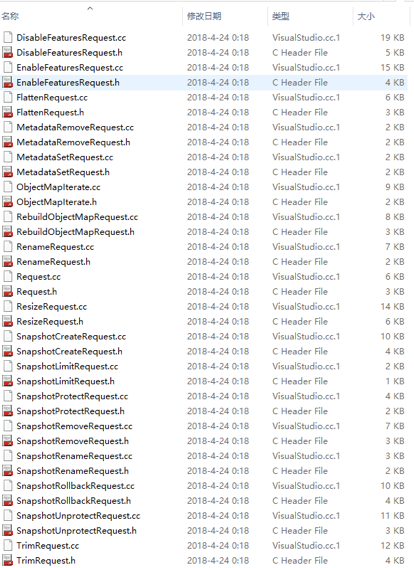 名称 修改日期 类型 大小
DisableFeaturesRequest.cc 2018-4-24 0:18 VisualStudio.cc.1 19 KB
DisableFeaturesRequest.h 2018-4-24 0:18 C Header File 5 KB
EnableFeaturesRequest.cc 2018-4-24 0:18 VisualStudio.cc.1 15 KB
EnableFeaturesRequest.h 2018-4-24 0:18 C Header File 4 KB
FlattenRequest.cc 2018-4-24 0:18 VisualStudio.cc.1 6 KB
FlattenRequest.h 2018-4-24 0:18 C Header File 3 KB
MetadataRemoveRequest.cc 2018-4-24 0:18 VisualStudio.cc.1 2 KB
MetadataRemoveRequest.h 2018-4-24 0:18 C Header File 2 KB
MetadataSetRequest.cc 2018-4-24 0:18 VisualStudio.cc.1 2 KB
MetadataSetRequest.h 2018-4-24 0:18 C Header File 2 KB
ObjectMapIterate.cc 2018-4-24 0:18 VisualStudio.cc.1 9 KB
ObjectMapIterate.h 2018-4-24 0:18 C Header File 2 KB
RebuildObjectMapRequest.cc 2018-4-24 0:18 VisualStudio.cc.1 8 KB
RebuildObjectMapRequest.h 2018-4-24 0:18 C Header File 3 KB
RenameRequest.cc 2018-4-24 0:18 VisualStudio.cc.1 7 KB
RenameRequest.h 2018-4-24 0:18 C Header File 2 KB
Request.cc 2018-4-24 0:18 VisualStudio.cc.1 6 KB
Request.h 2018-4-24 0:18 C Header File 3 KB
ResizeRequest.cc 2018-4-24 0:18 VisualStudio.cc.1 14 KB
ResizeRequest.h 2018-4-24 0:18 C Header File 6 KB
SnapshotCreateRequest.cc 2018-4-24 0:18 VisualStudio.cc.1 10 KB
SnapshotCreateRequest.h 2018-4-24 0:18 C Header File 4 KB
SnapshotLimitRequest.cc 2018-4-24 0:18 VisualStudio.cc.1 2 KB
SnapshotLimitRequest.h 2018-4-24 0:18 C Header File 1 KB
SnapshotProtectRequest.cc 2018-4-24 0:18 VisualStudio.cc.1 4 KB
SnapshotProtectRequest.h 2018-4-24 0:18 C Header File 2 KB
SnapshotRemoveRequest.cc 2018-4-24 0:18 VisualStudio.cc.1 7 KB
SnapshotRemoveRequest.h 2018-4-24 0:18 C Header File 3 KB
SnapshotRenameRequest.cc 2018-4-24 0:18 VisualStudio.cc.1 3 KB
SnapshotRenameRequest.h 2018-4-24 0:18 C Header File 2 KB
SnapshotRollbackRequest.cc 2018-4-24 0:18 VisualStudio.cc.1 10 KB
SnapshotRollbackRequest.h 2018-4-24 0:18 C Header File 4 KB
SnapshotUnprotectRequest.cc 2018-4-24 0:18 VisualStudio.cc.1 11 KB
SnapshotUnprotectRequest.h 2018-4-24 0:18 C Header File 3 KB
TrimRequest.cc 2018-4-24 0:18 VisualStudio.cc.1 12 KB
TrimRequest.h 2018-4-24 0:18 C Header File 4 KB